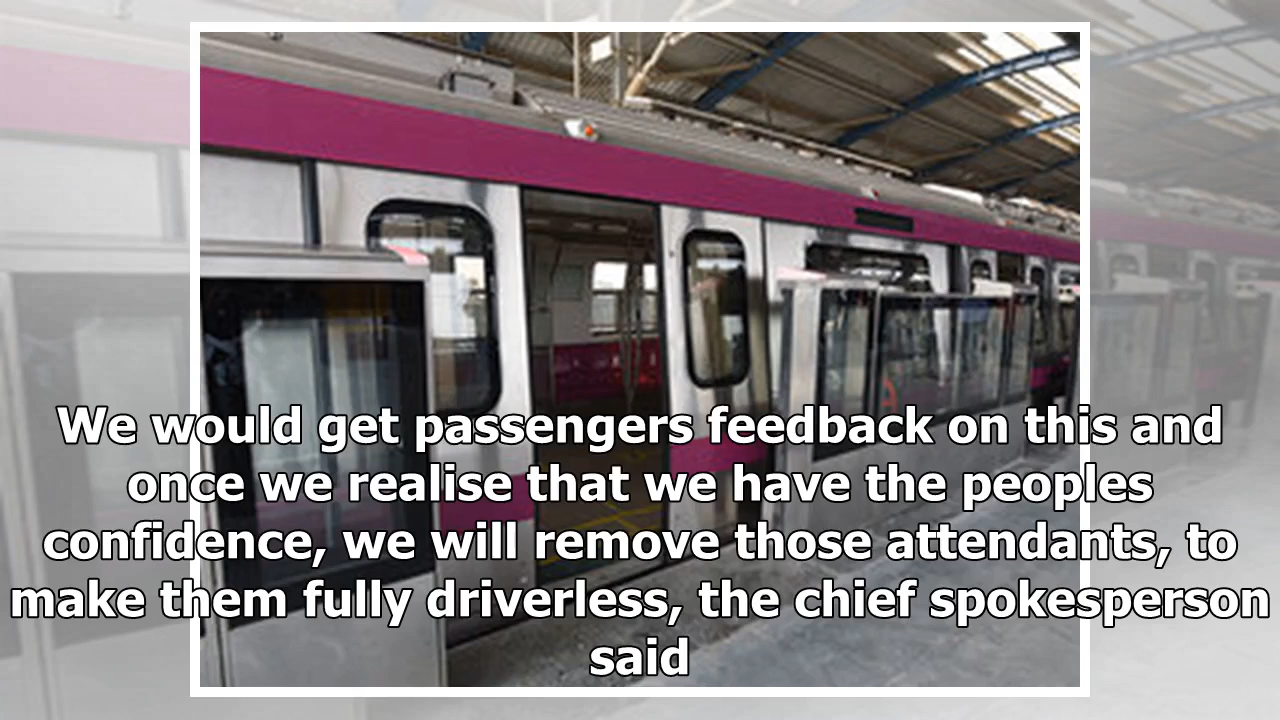 We would get passengers feedback on this and
once we realise that we have the peoples
confidence, we will remove those attendants, to
make them fully driverless, the chief spokesperson
said